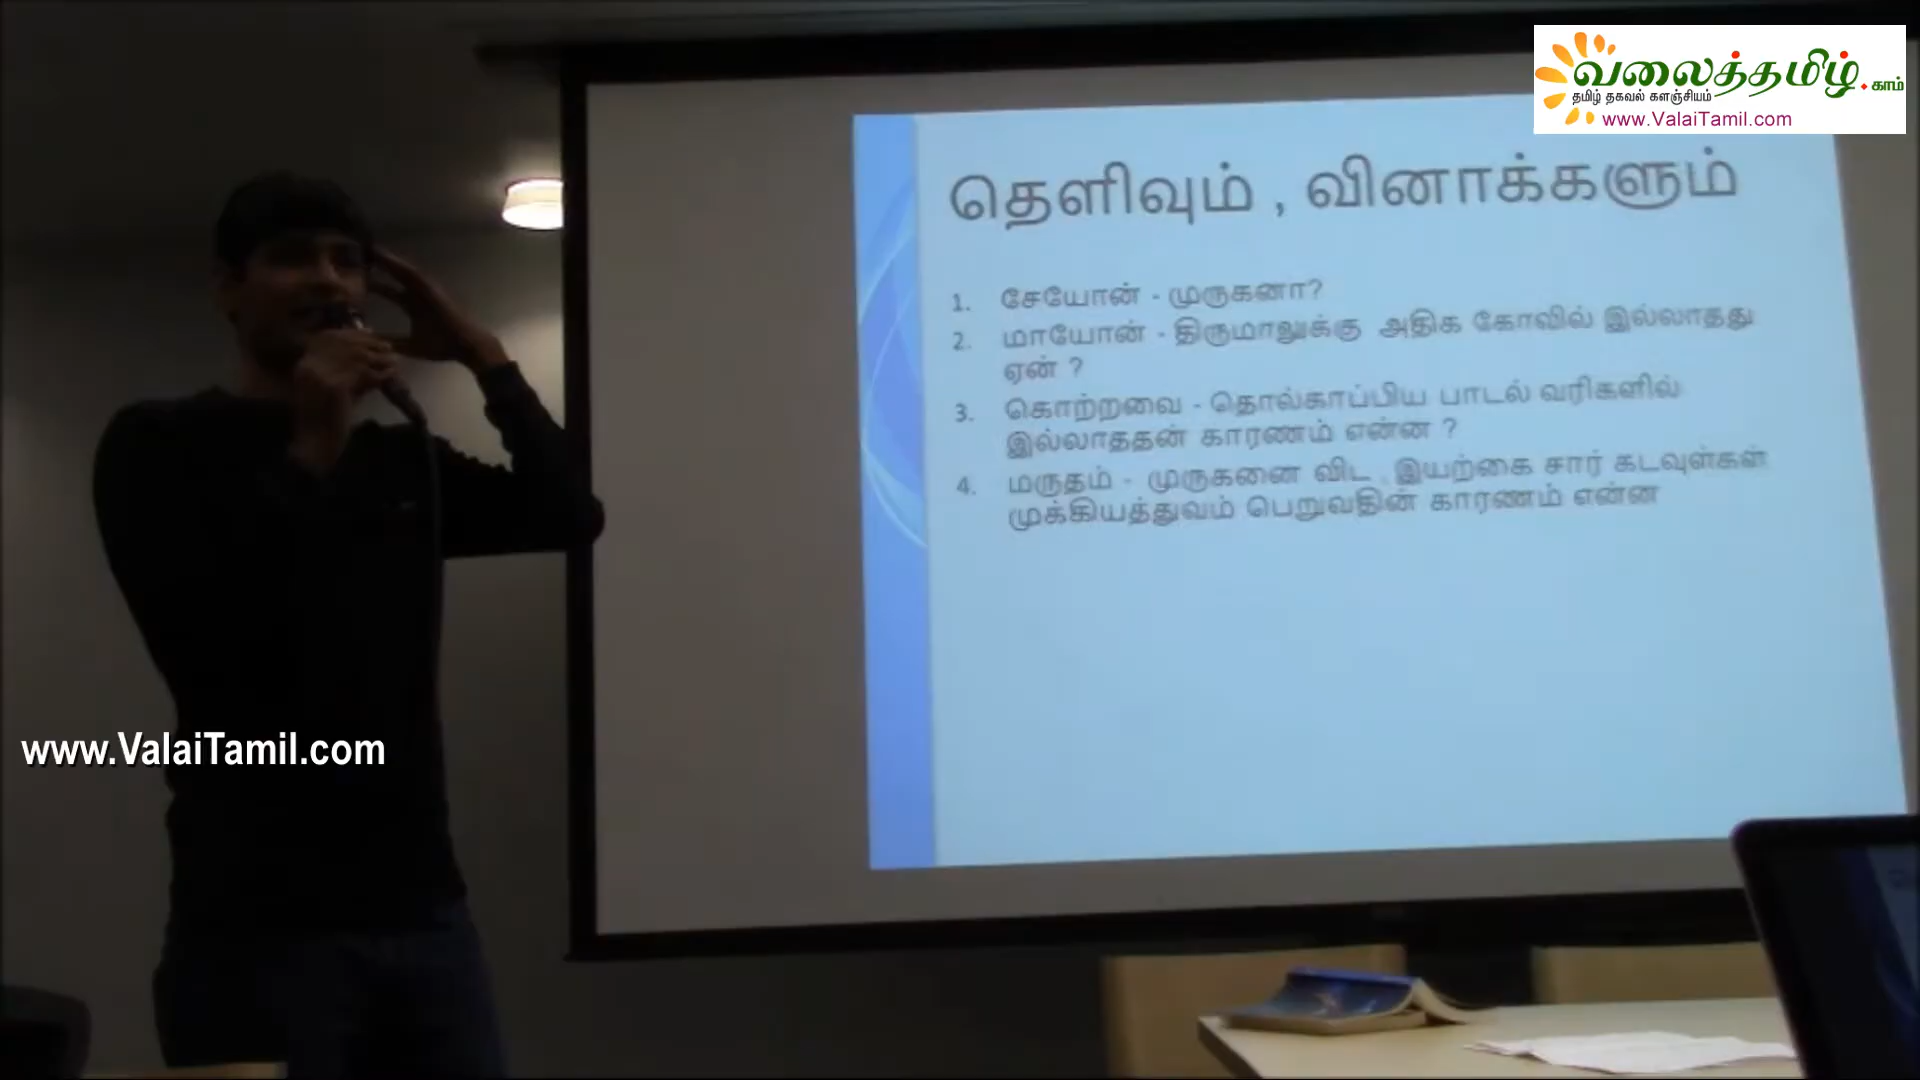 வலைத்தமிழ்.காம்
தமிழ் தகவல் களஞ்சியம்
www.ValaiTamil.com
தெளிவும் , வினாக்களும்
1. சேயோன் - முருகனா?
2. மாயோன் - திருமாலுக்கு அதிக கோவில் இல்லாதது
ஏன் ?
3. கொற்றவை - தொல்காப்பிய பாடல் வரிகளில்
இல்லாததன் காரணம் என்ன ?
4. மருதம் - முருகனை விட , இயற்கை சார் கடவுள்கள்
முக்கியத்துவம் பெறுவதின் காரணம் என்ன
www.ValaiTamil.com